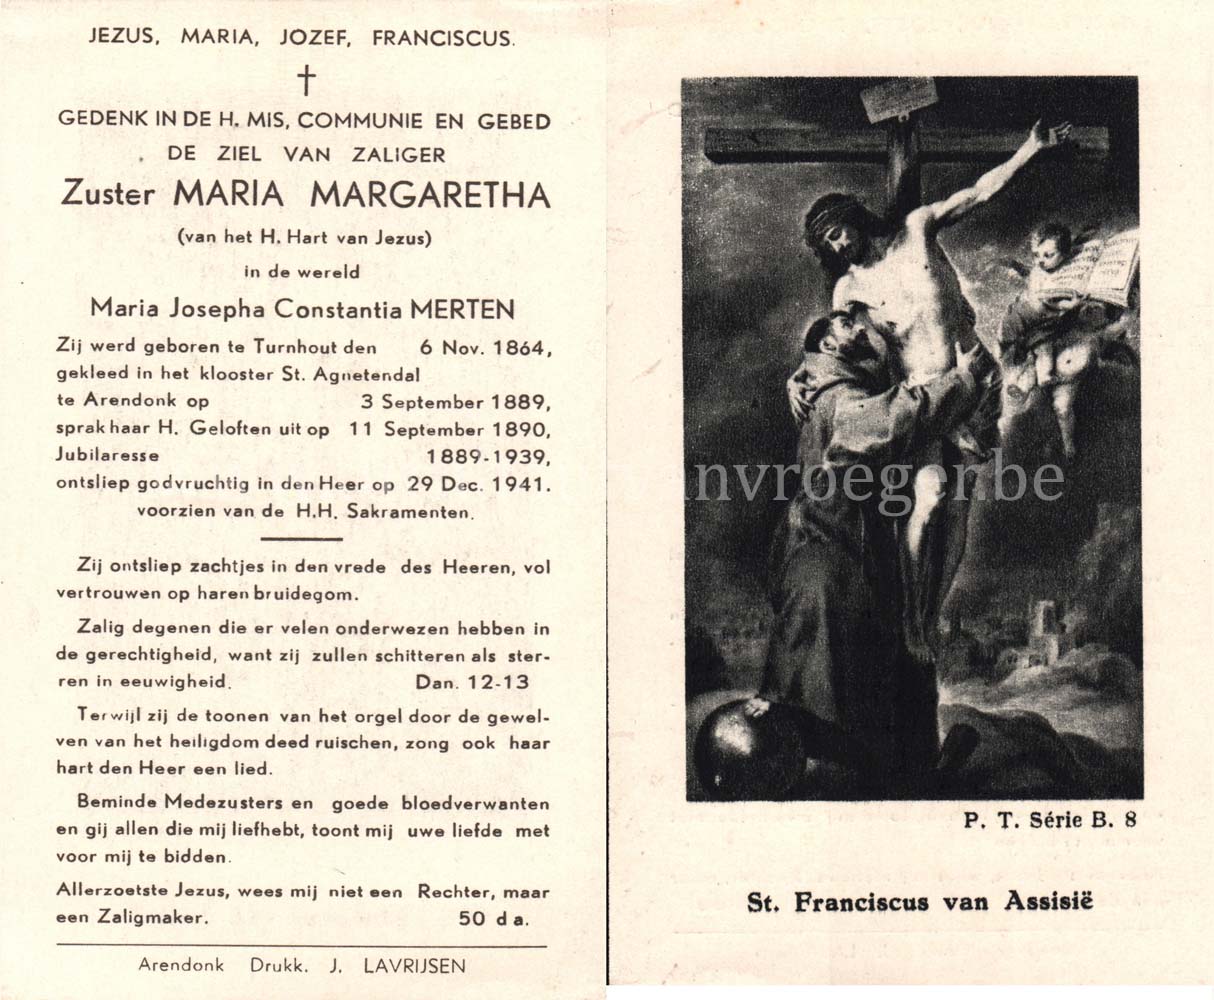 JEZUS, MARIA, JOZEF, FRANCISCUS.
GEDENK IN DE H. MIS, COMMUNIE EN GEBED
DE ZIEL VAN ZALIGER
Zuster MARIA MARGARETHA
(van het H. Hart van Jezus)
in de wereld
Maria Josepha Constantia MERTEN
Zij werd geboren te Turnhout den 6 Nov. 1864,
gekleed in het klooster St. Agnetendal
te Arendonk op 3 September 1889,
sprak haar H. Geloften uit op 11 September 1890,
Jubilaresse 1889-1939,
ontsliep godvruchtig in den Heer op 29 Dec. 1941.
voorzien van de H.H. Sakramenten.
Zij ontsliep zachtjes in den vrede des Heeren, vol
vertrouwen op haren bruidegom.
Zalig degenen die er velen onderwezen hebben in
de gerechtigheid, want zij zullen schitteren als ster-
ren in eeuwigheid. Dan. 12-13
Terwijl zij de toonen van het orgel door de gewel-
ven van het heiligdom deed ruischen, zong ook haar
hart den Heer een lied.
Beminde Medezusters en goede bloedverwanten
en gij allen die mij liefhebt, toont mij uwe liefde met
voor mij te bidden.
Allerzoetste Jezus, wees mij niet een Rechter, maar
een Zaligmaker. 50 d a.
Arendonk Drukk. J. LAVRIJSEN
nvroeger.be
P. T. Série B. 8
St. Franciscus van Assisië